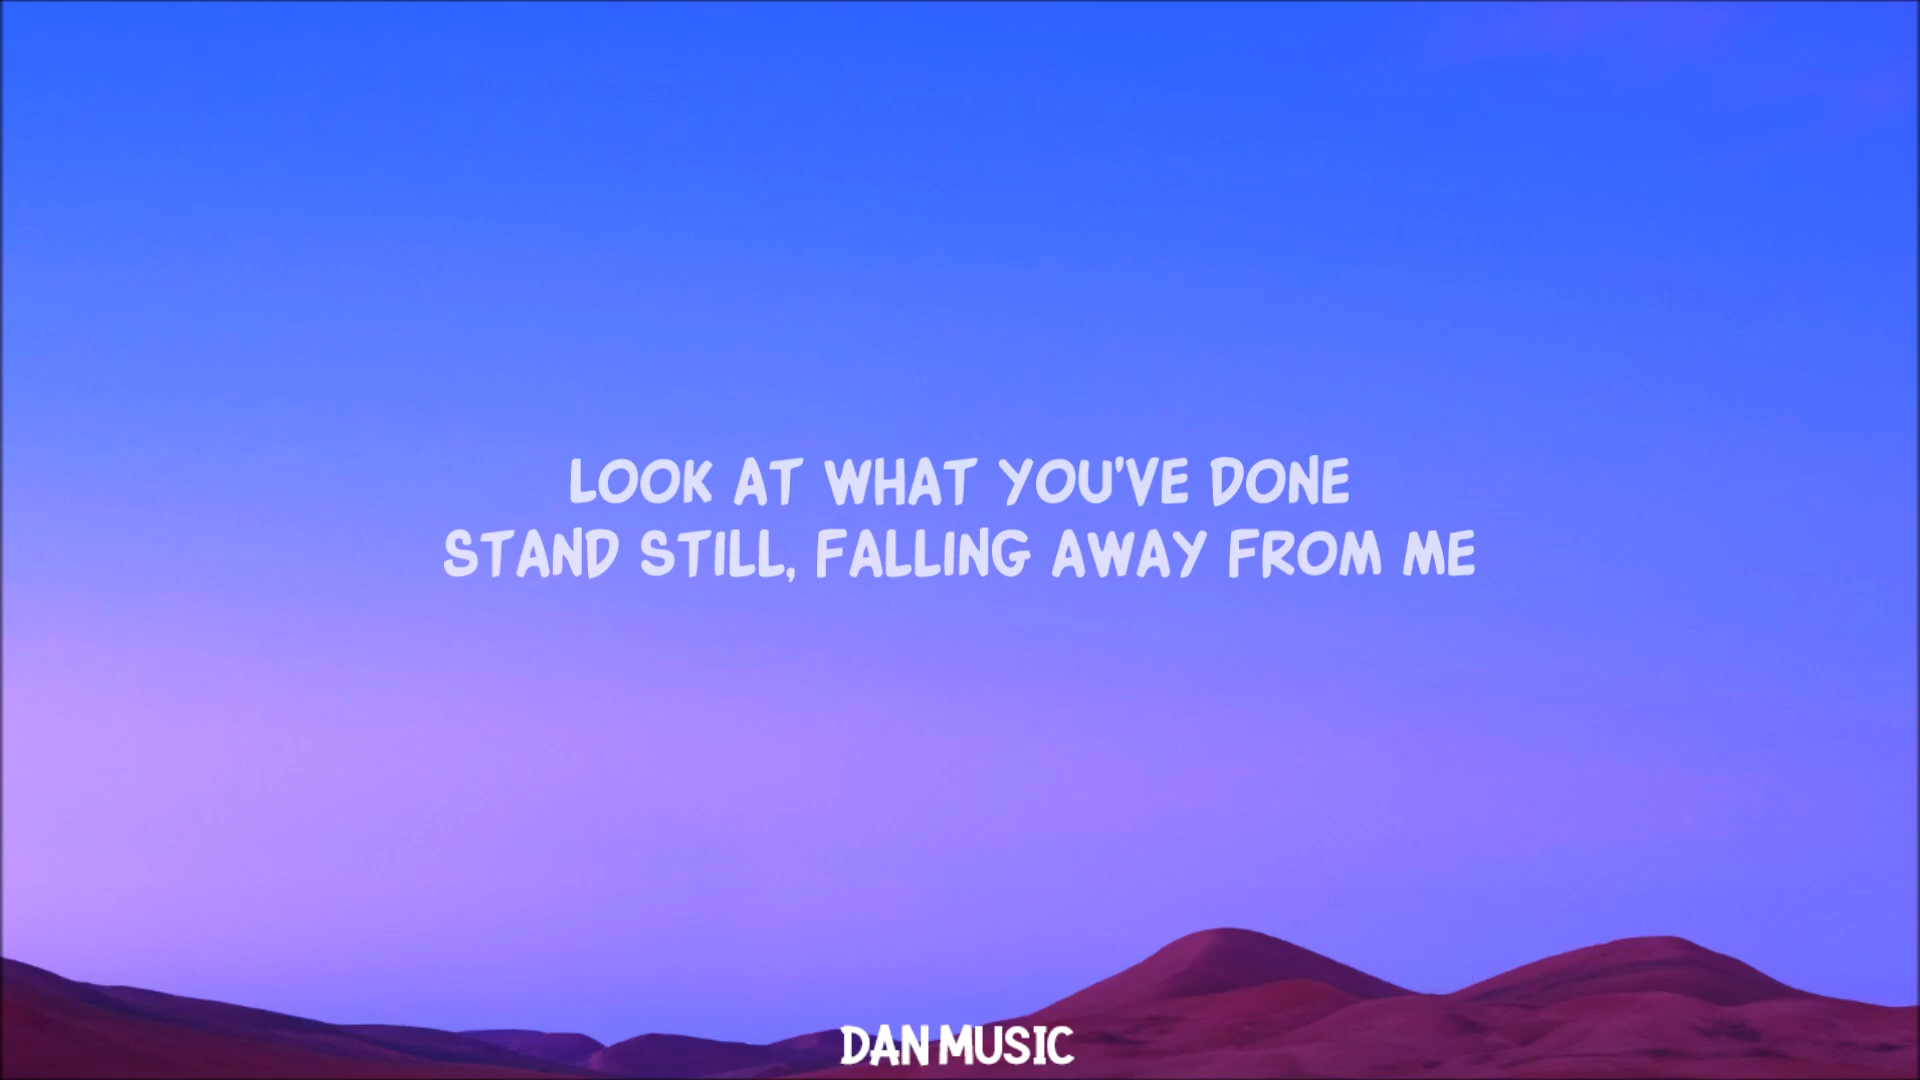 LOOK AT WHAT YOU'VE DONE
STAND STILL, FALLING AWAY FROM ME
DAN MUSIC